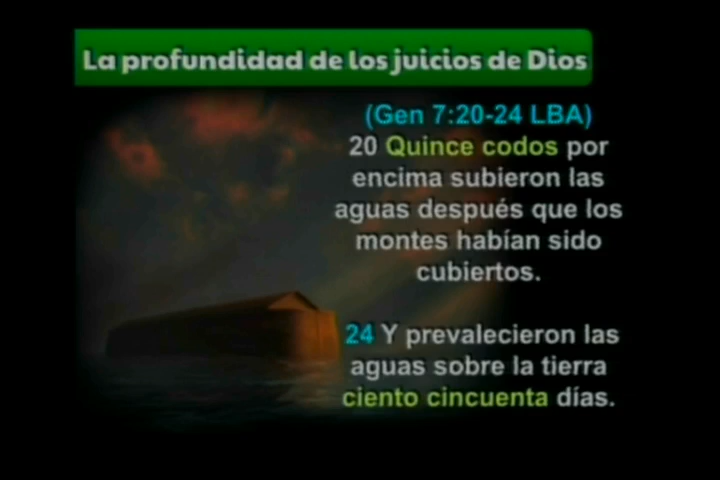 La profundidad de los juicios de Dios
(Gen 7:20-24 LBA)
20 Quince codos por
encima subieron las
aguas después que los
montes habían sido
cubiertos.
24 Y prevalecieron las
aguas sobre la tierra
ciento cincuenta días.